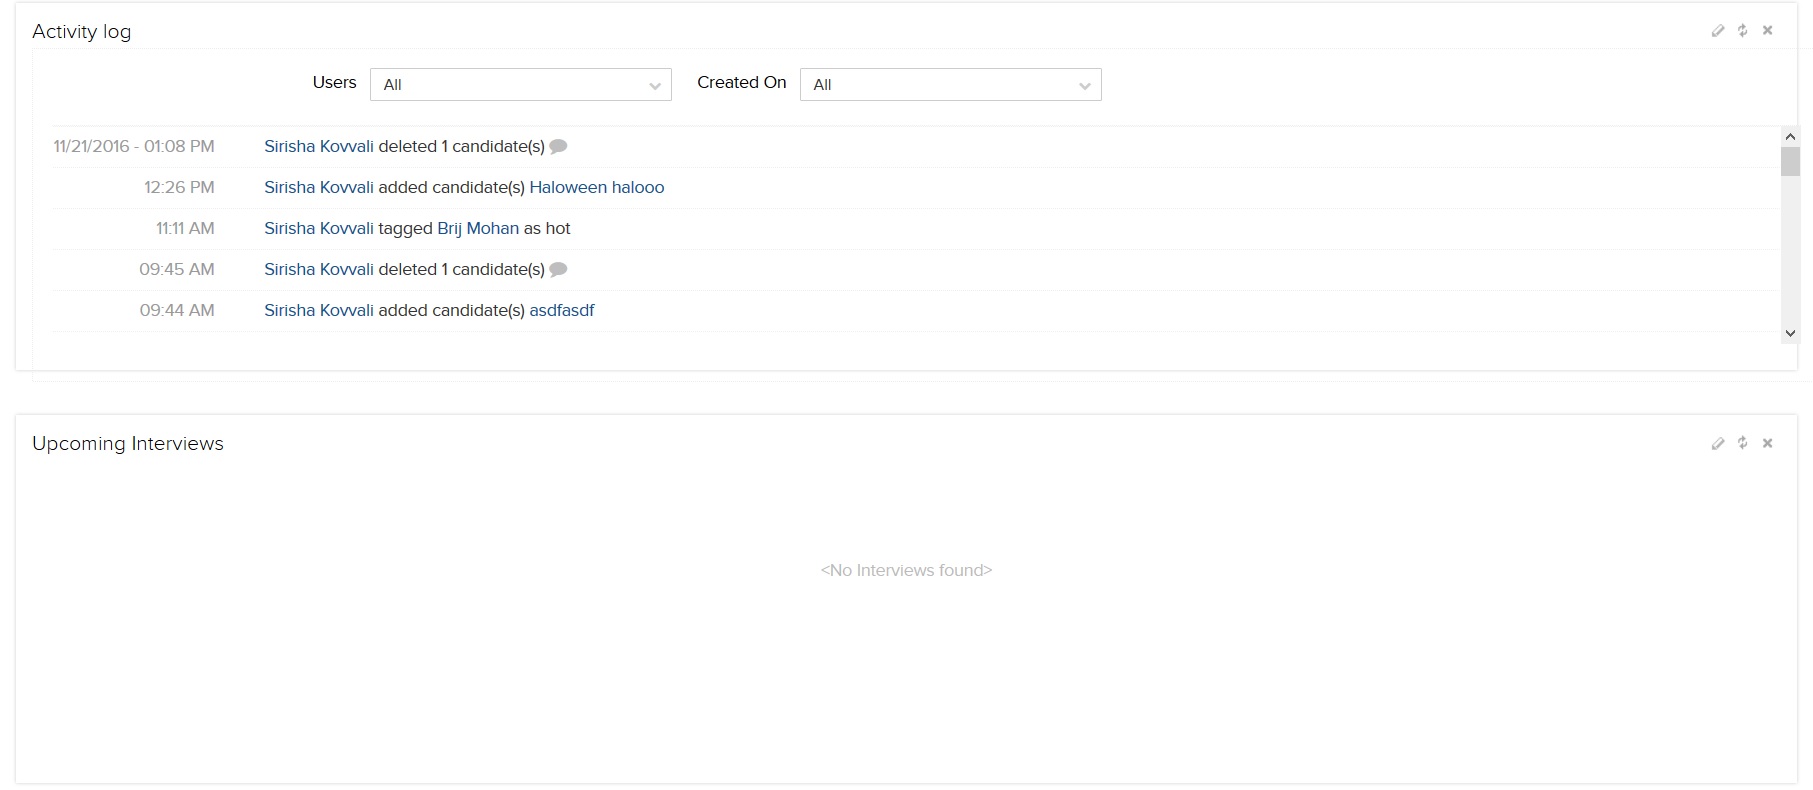 Activity log
Users All Created On All
11/21/2016 - 01:08 PM Sirisha Kovvali deleted 1 candidate(s)
12:26 PM Sirisha Kovvali added candidate(s) Haloween halooo
11:11 AM Sirisha Kovvali tagged Brij Mohan as hot
09:45 AM Sirisha Kovvali deleted 1 candidate(s)
09:44 AM Sirisha Kovvali added candidate(s) asdfasdf
Upcoming Interviews
<No Interviews found>